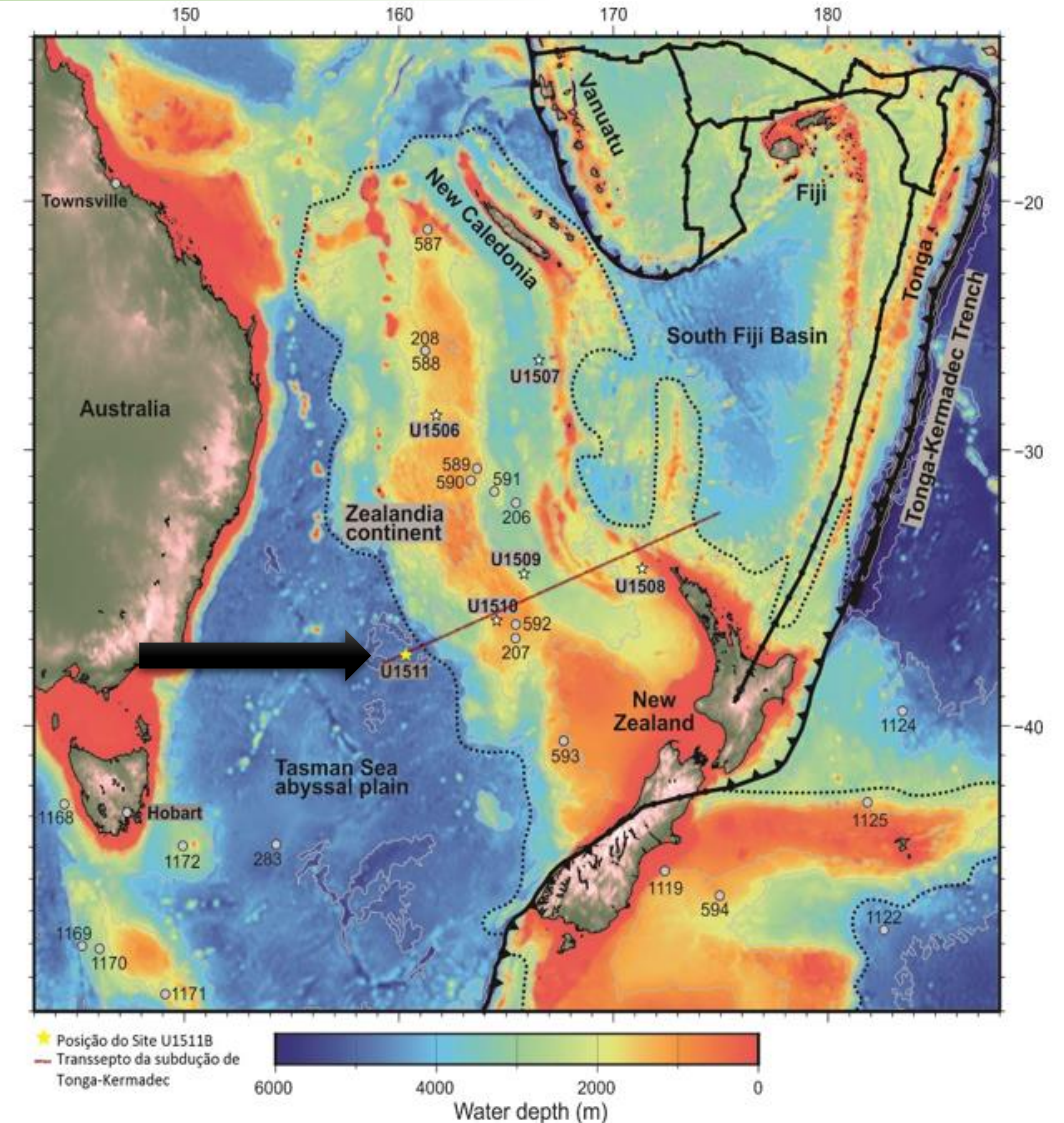 150
160
170
180
Vanuatu
Townsville
New Caledonia
Fiji
−20
587
Tonga
208
588
U1507
South Fiji Basin
Australia
U1506
Tonga-Kermadec Trench
589
590
591
206
−30
Zealandia
continent
U1509
U1508
U1510
592
207
U1511
New
Zealand
1124
593
−40
Tasman Sea
abyssal plain
1168
Hobart
1172
283
1125
1119
594
1122
1169
1170
1171
Posição do Site U1511B
Transsepto da subdução de
Tonga-Kermadec
6000
4000
2000
0
Water depth (m)